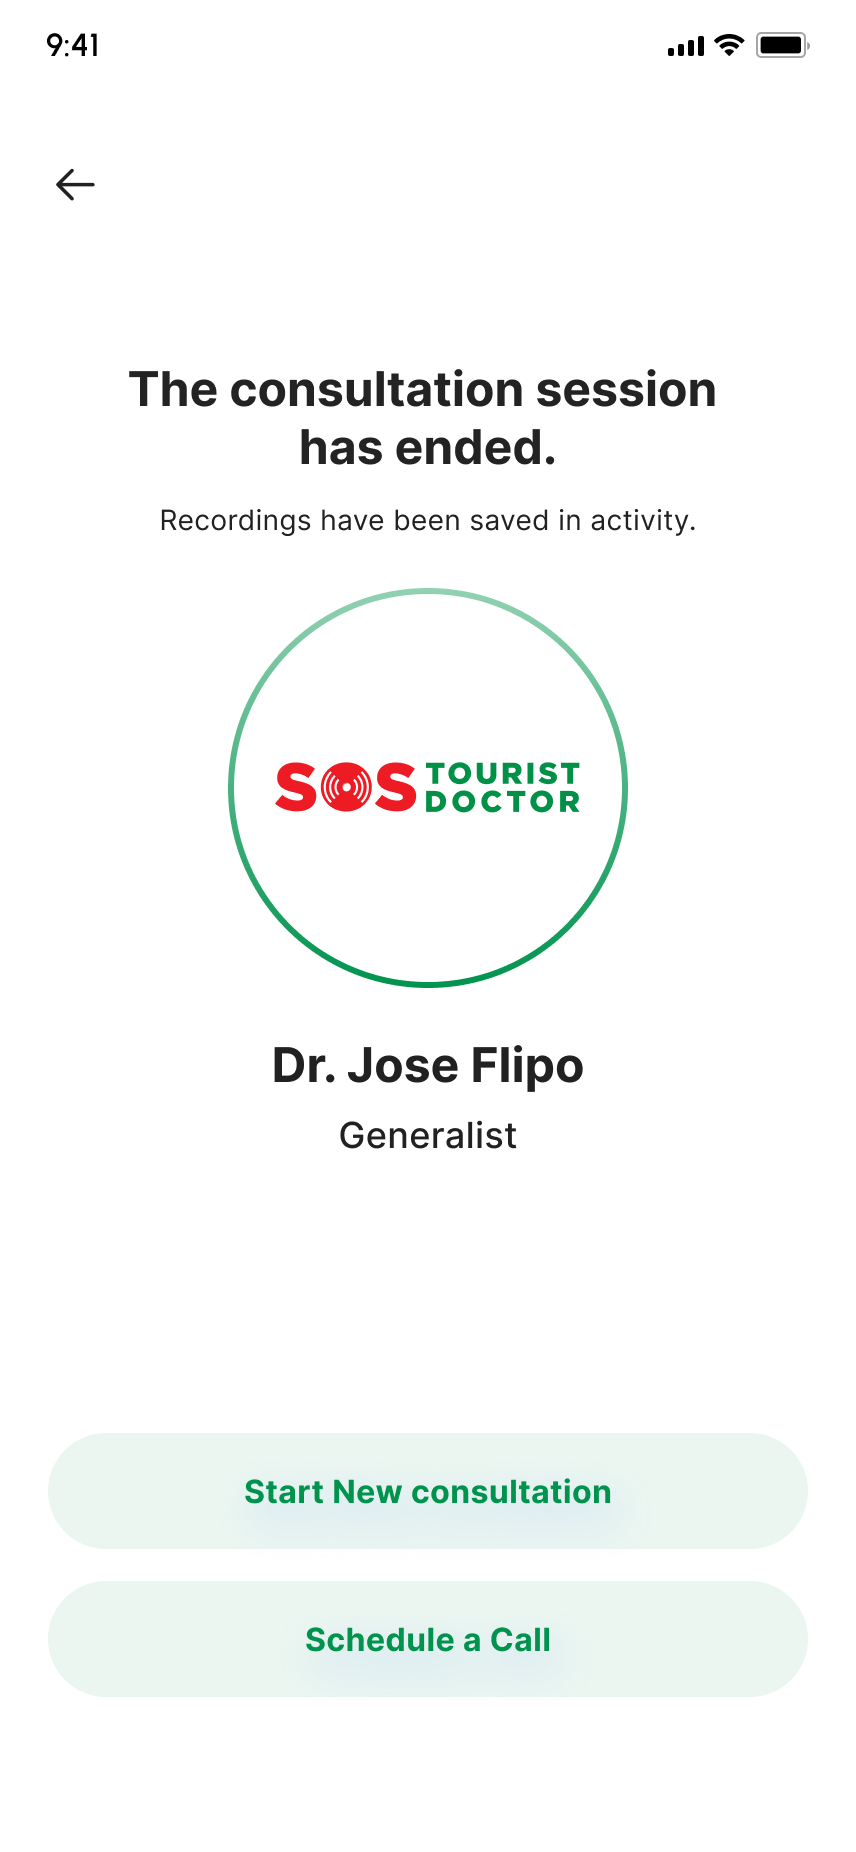 9:41
The consultation session
has ended.
Recordings have been saved in activity.
SOS TOURIST
DOCTOR
Dr. Jose Flipo
Generalist
Start New consultation
Schedule a Call